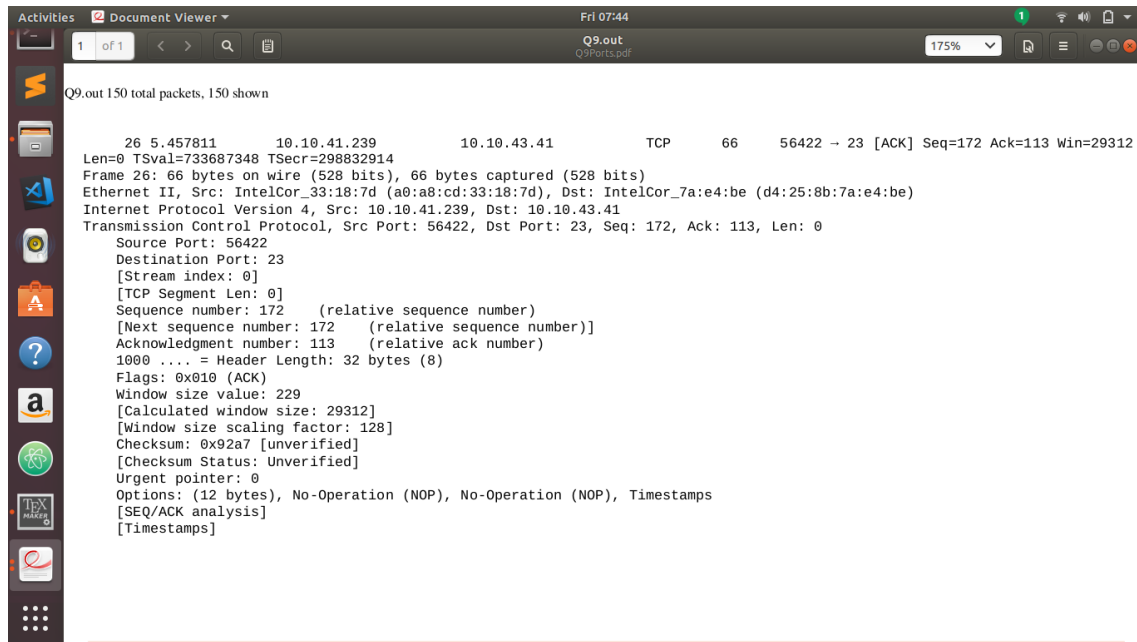 Activities Document Viewer Fri 07:44 1
1 of 1 Q9.out 175%
Q9Ports.pdf
Q9.out 150 total packets, 150 shown
26 5.457811 10.10.41.239 10.10.43.41 TCP 66 56422 → 23 [ACK] Seq=172 Ack=113 Win=29312
Len=0 TSval=733687348 TSecr=298832914
Frame 26: 66 bytes on wire (528 bits), 66 bytes captured (528 bits)
Ethernet II, Src: IntelCor_33:18:7d (a0:a8:cd:33:18:7d), Dst: IntelCor_7a:e4:be (d4:25:8b:7a:e4:be)
Internet Protocol Version 4, Src: 10.10.41.239, Dst: 10.10.43.41
Transmission Control Protocol, Src Port: 56422, Dst Port: 23, Seq: 172, Ack: 113, Len: 0
Source Port: 56422
Destination Port: 23
[Stream index: 0]
[TCP Segment Len: 0]
Sequence number: 172 (relative sequence number)
[Next sequence number: 172 (relative sequence number)]
Acknowledgment number: 113 (relative ack number)
1000 .... = Header Length: 32 bytes (8)
Flags: 0x010 (ACK)
Window size value: 229
[Calculated window size: 29312]
[Window size scaling factor: 128]
Checksum: 0x92a7 [unverified]
[Checksum Status: Unverified]
Urgent pointer: 0
Options: (12 bytes), No-Operation (NOP), No-Operation (NOP), Timestamps
[SEQ/ACK analysis]
[Timestamps]
A
?
a
TEX
MAKER